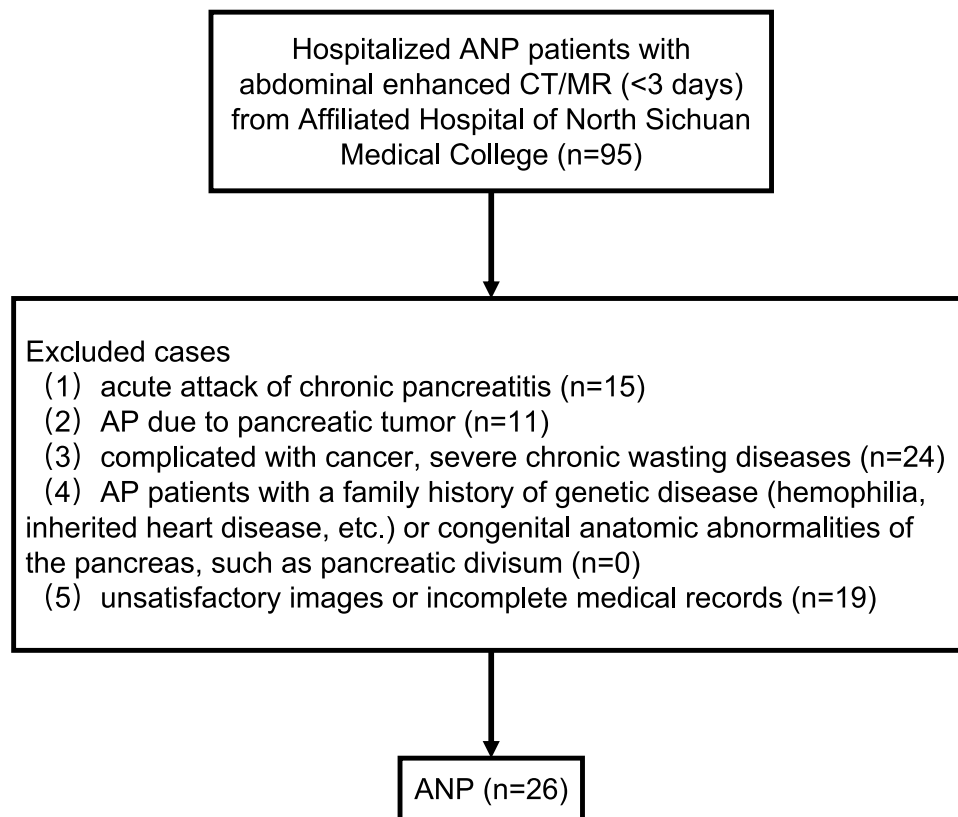 Hospitalized ANP patients with
abdominal enhanced CT/MR (<3 days)
from Affiliated Hospital of North Sichuan
Medical College (n=95)
Excluded cases
（1）acute attack of chronic pancreatitis (n=15)
（2）AP due to pancreatic tumor (n=11)
（3）complicated with cancer, severe chronic wasting diseases (n=24)
（4）AP patients with a family history of genetic disease (hemophilia,
inherited heart disease, etc.) or congenital anatomic abnormalities of
the pancreas, such as pancreatic divisum (n=0)
（5）unsatisfactory images or incomplete medical records (n=19)
ANP (n=26)